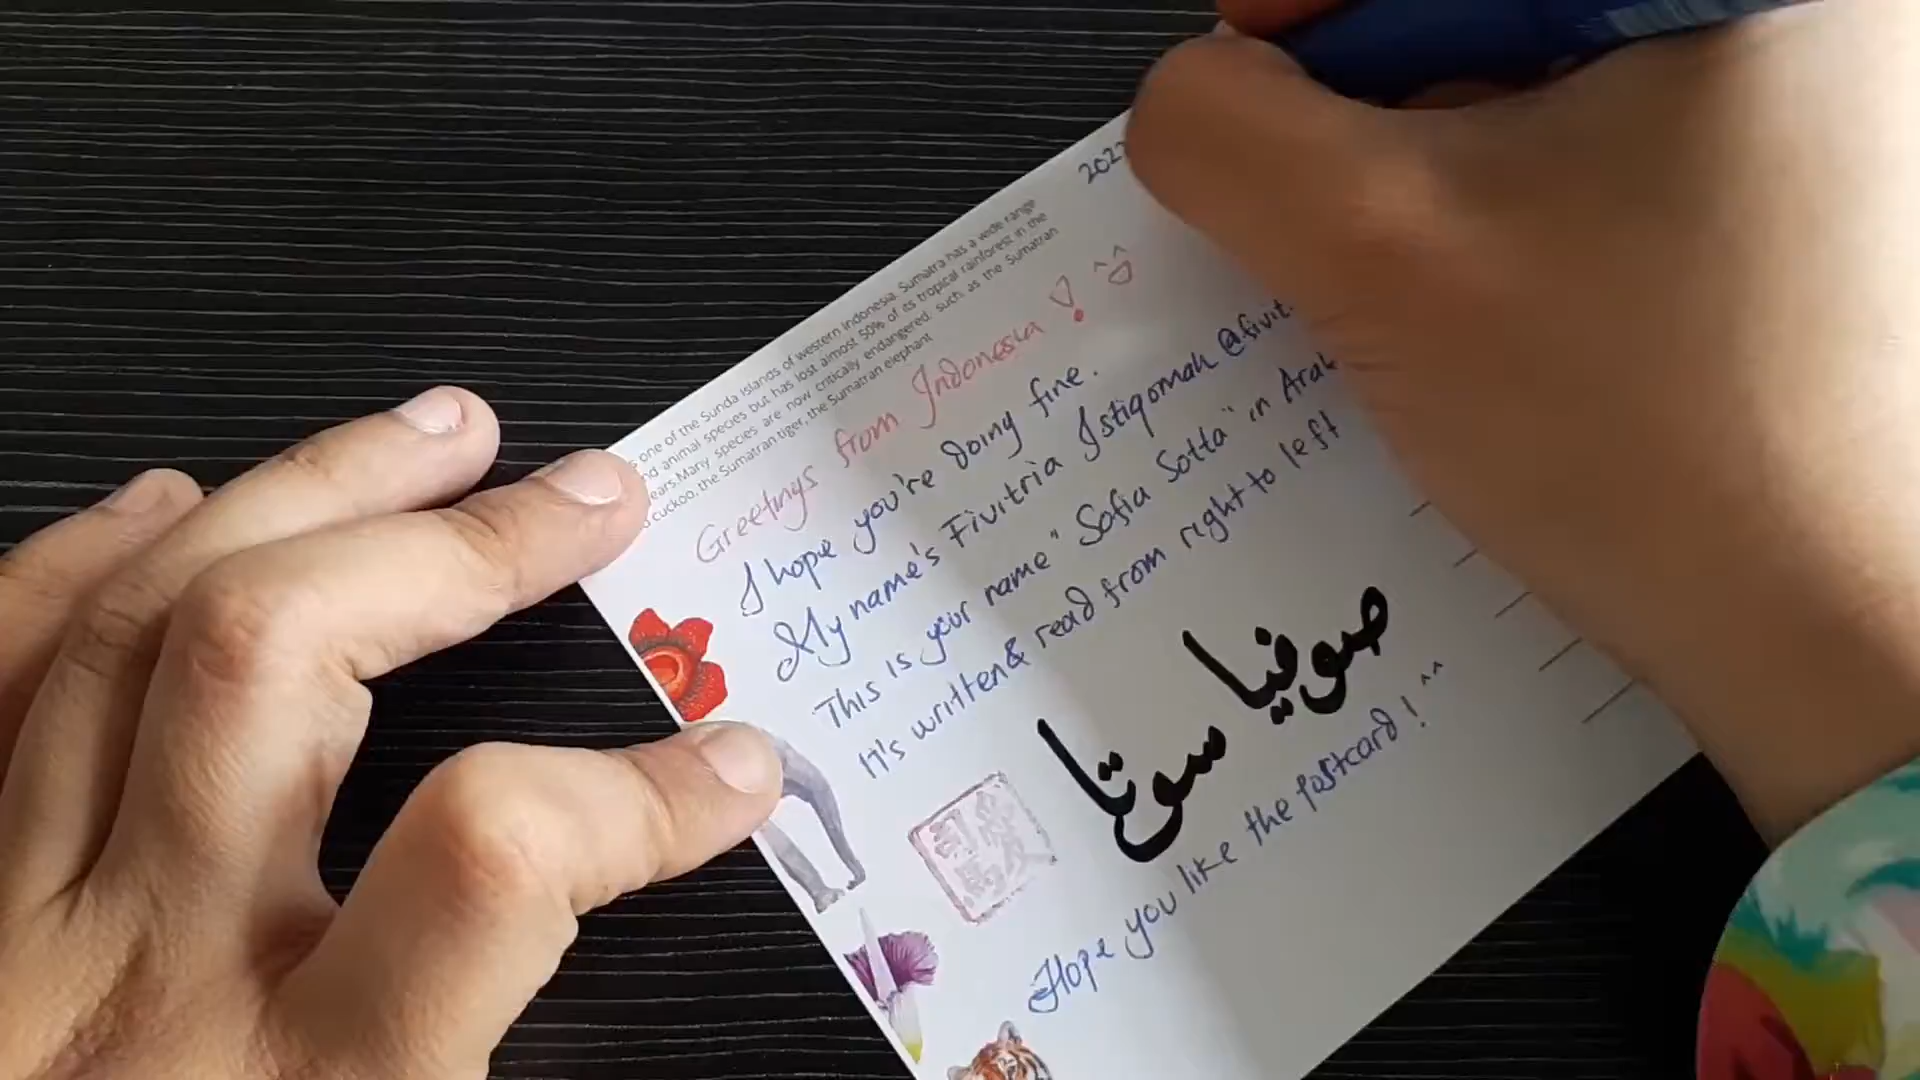 one of the Sunda Islands of western Indonesia. Sumatra has a wide range
animal species but has lost almost 50% of its tropical rainforest in the
Many species are now critically endangered, such as the Sumatran
cuckoo, the Sumatran tiger, the Sumatran elephant
Greetings from Indonesia!
I hope you're doing fine.
My name's Fivitria Istiqomah @fivit
This is your name "Sofia Sotta" in
It's written & read from right to left
صوفيا سوتا
Hope you like the postcard! ^^